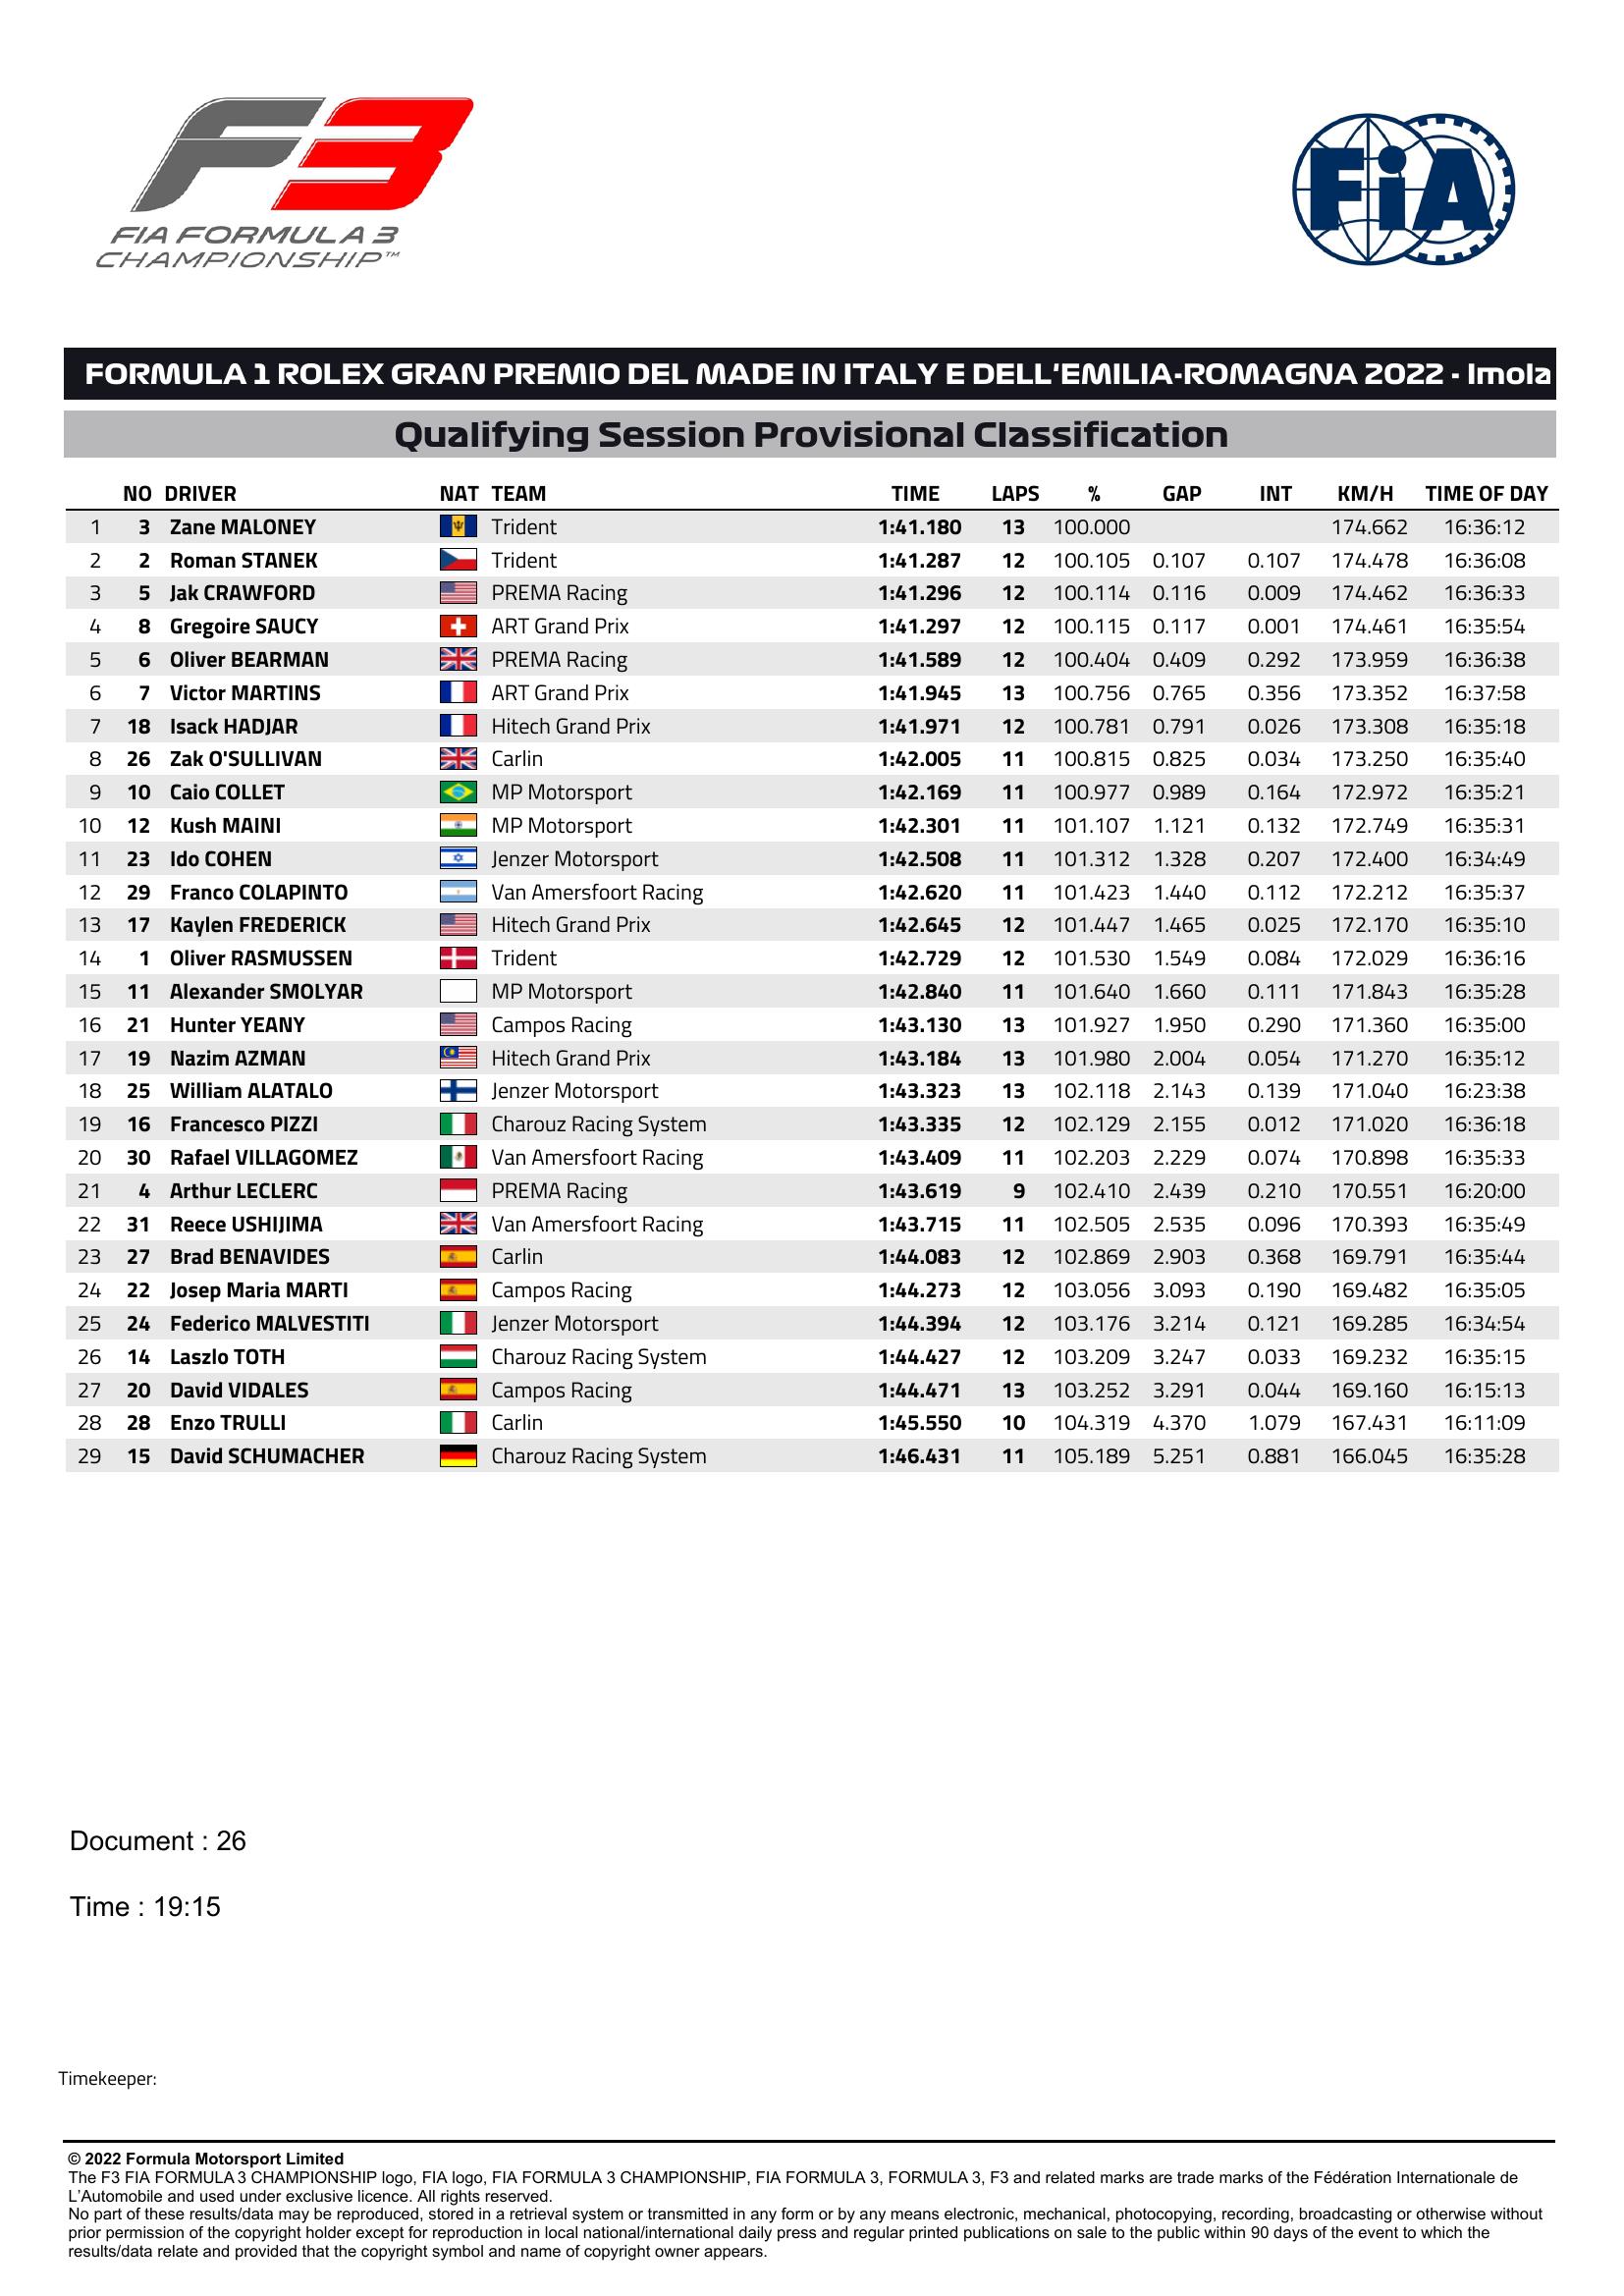 F3
FIA FORMULA 3
CHAMPIONSHIP™
FiA
FORMULA 1 ROLEX GRAN PREMIO DEL MADE IN ITALY E DELL'EMILIA-ROMAGNA 2022 - Imola
Qualifying Session Provisional Classification
NO DRIVER NAT TEAM TIME LAPS % GAP INT KM/H TIME OF DAY
1 3 Zane MALONEY Trident 1:41.180 13 100.000 174.662 16:36:12
2 2 Roman STANEK Trident 1:41.287 12 100.105 0.107 0.107 174.478 16:36:08
3 5 Jak CRAWFORD PREMA Racing 1:41.296 12 100.114 0.116 0.009 174.462 16:36:33
4 8 Gregoire SAUCY ART Grand Prix 1:41.297 12 100.115 0.117 0.001 174.461 16:35:54
5 6 Oliver BEARMAN PREMA Racing 1:41.589 12 100.404 0.409 0.292 173.959 16:36:38
6 7 Victor MARTINS ART Grand Prix 1:41.945 13 100.756 0.765 0.356 173.352 16:37:58
7 18 Isack HADJAR Hitech Grand Prix 1:41.971 12 100.781 0.791 0.026 173.308 16:35:18
8 26 Zak O'SULLIVAN Carlin 1:42.005 11 100.815 0.825 0.034 173.250 16:35:40
9 10 Caio COLLET MP Motorsport 1:42.169 11 100.977 0.989 0.164 172.972 16:35:21
10 12 Kush MAINI MP Motorsport 1:42.301 11 101.107 1.121 0.132 172.749 16:35:31
11 23 Ido COHEN Jenzer Motorsport 1:42.508 11 101.312 1.328 0.207 172.400 16:34:49
12 29 Franco COLAPINTO Van Amersfoort Racing 1:42.620 11 101.423 1.440 0.112 172.212 16:35:37
13 17 Kaylen FREDERICK Hitech Grand Prix 1:42.645 12 101.447 1.465 0.025 172.170 16:35:10
14 1 Oliver RASMUSSEN Trident 1:42.729 12 101.530 1.549 0.084 172.029 16:36:16
15 11 Alexander SMOLYAR MP Motorsport 1:42.840 11 101.640 1.660 0.111 171.843 16:35:28
16 21 Hunter YEANY Campos Racing 1:43.130 13 101.927 1.950 0.290 171.360 16:35:00
17 19 Nazim AZMAN Hitech Grand Prix 1:43.184 13 101.980 2.004 0.054 171.270 16:35:12
18 25 William ALATALO Jenzer Motorsport 1:43.323 13 102.118 2.143 0.139 171.040 16:23:38
19 16 Francesco PIZZI Charouz Racing System 1:43.335 12 102.129 2.155 0.012 171.020 16:36:18
20 30 Rafael VILLAGOMEZ Van Amersfoort Racing 1:43.409 11 102.203 2.229 0.074 170.898 16:35:33
21 4 Arthur LECLERC PREMA Racing 1:43.619 9 102.410 2.439 0.210 170.551 16:20:00
22 31 Reece USHIJIMA Van Amersfoort Racing 1:43.715 11 102.505 2.535 0.096 170.393 16:35:49
23 27 Brad BENAVIDES Carlin 1:44.083 12 102.869 2.903 0.368 169.791 16:35:44
24 22 Josep Maria MARTI Campos Racing 1:44.273 12 103.056 3.093 0.190 169.482 16:35:05
25 24 Federico MALVESTITI Jenzer Motorsport 1:44.394 12 103.176 3.214 0.121 169.285 16:34:54
26 14 Laszlo TOTH Charouz Racing System 1:44.427 12 103.209 3.247 0.033 169.232 16:35:15
27 20 David VIDALES Campos Racing 1:44.471 13 103.252 3.291 0.044 169.160 16:15:13
28 28 Enzo TRULLI Carlin 1:45.550 10 104.319 4.370 1.079 167.431 16:11:09
29 15 David SCHUMACHER Charouz Racing System 1:46.431 11 105.189 5.251 0.881 166.045 16:35:28
Document : 26
Time : 19:15
Timekeeper:
© 2022 Formula Motorsport Limited
The F3 FIA FORMULA 3 CHAMPIONSHIP logo, FIA logo, FIA FORMULA 3 CHAMPIONSHIP, FIA FORMULA 3, FORMULA 3, F3 and related marks are trade marks of the Fédération Internationale de
L'Automobile and used under exclusive licence. All rights reserved.
No part of these results/data may be reproduced, stored in a retrieval system or transmitted in any form or by any means electronic, mechanical, photocopying, recording, broadcasting or otherwise without
prior permission of the copyright holder except for reproduction in local national/international daily press and regular printed publications on sale to the public within 90 days of the event to which the
results/data relate and provided that the copyright symbol and name of copyright owner appears.